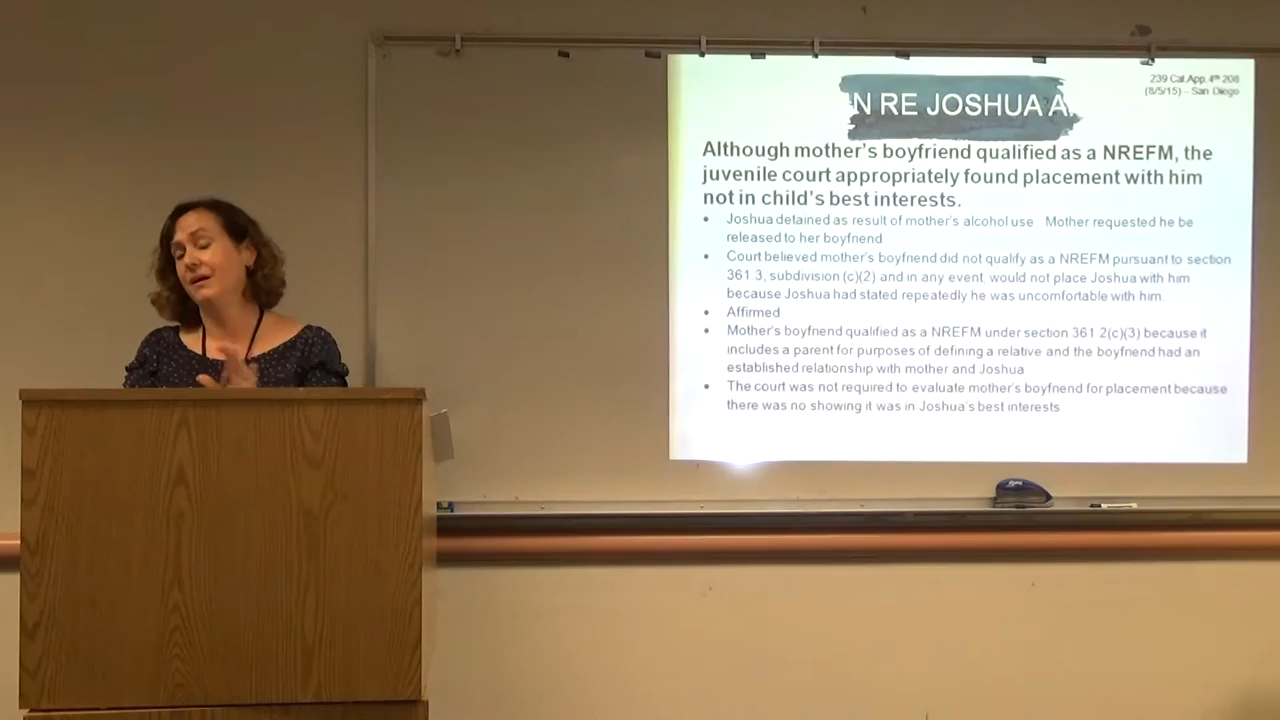 239 Cal.App. 4th 208
(8/5/15) – San Diego
N RE JOSHUA A.
Although mother's boyfriend qualified as a NREFM, the
juvenile court appropriately found placement with him
not in child's best interests.
• Joshua detained as result of mother's alcohol use. Mother requested he be
released to her boyfriend
• Court believed mother's boyfriend did not qualify as a NREFM pursuant to section
361.3, subdivision (c)(2) and in any event, would not place Joshua with him
because Joshua had stated repeatedly he was uncomfortable with him.
• Affirmed
• Mother's boyfriend qualified as a NREFM under section 361.2(c)(3) because it
includes a parent for purposes of defining a relative and the boyfriend had an
established relationship with mother and Joshua
• The court was not required to evaluate mother's boyfriend for placement because
there was no showing it was in Joshua's best interests